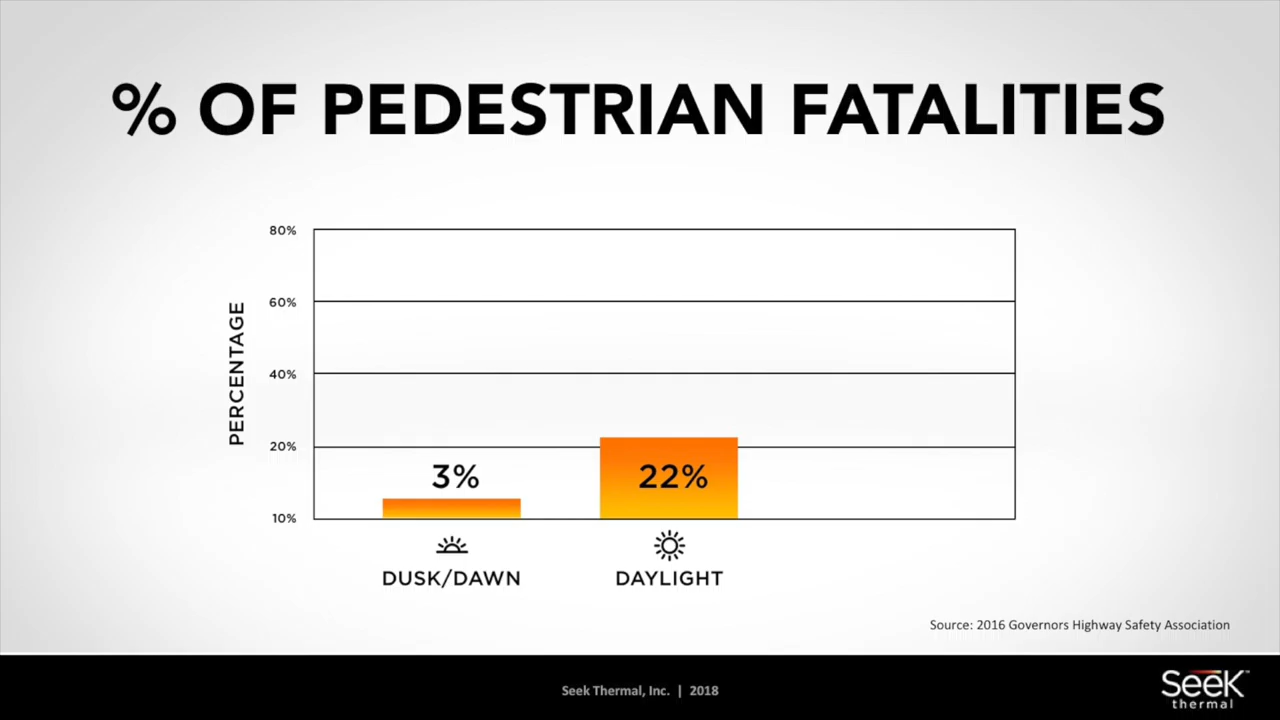 % OF PEDESTRIAN FATALITIES
80%
60%
40%
20%
10%
PERCENTAGE
3%
22%
DUSK/DAWN
DAYLIGHT
Source: 2016 Governors Highway Safety Association
Seek Thermal, Inc. | 2018
Seek™
thermal